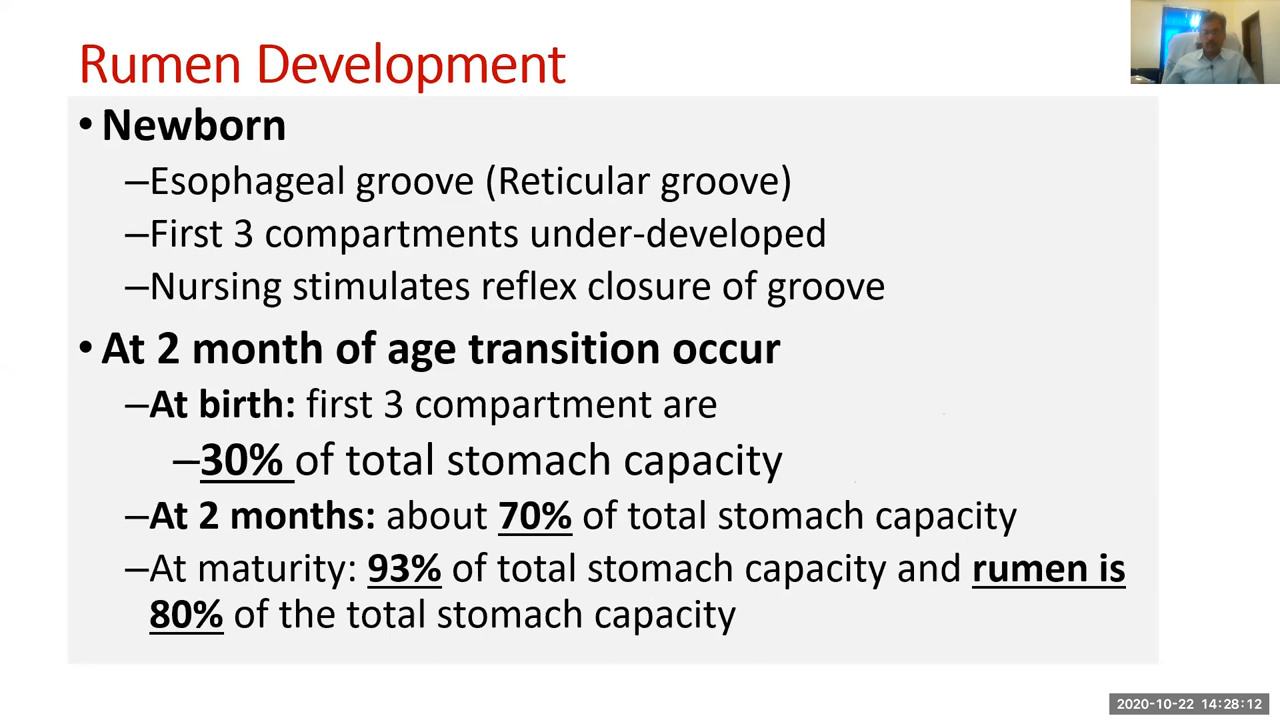 Rumen Development
• Newborn
–Esophageal groove (Reticular groove)
–First 3 compartments under-developed
–Nursing stimulates reflex closure of groove
• At 2 month of age transition occur
–At birth: first 3 compartment are
–30% of total stomach capacity
–At 2 months: about 70% of total stomach capacity
–At maturity: 93% of total stomach capacity and rumen is
80% of the total stomach capacity
2020-10-22 14:28:12